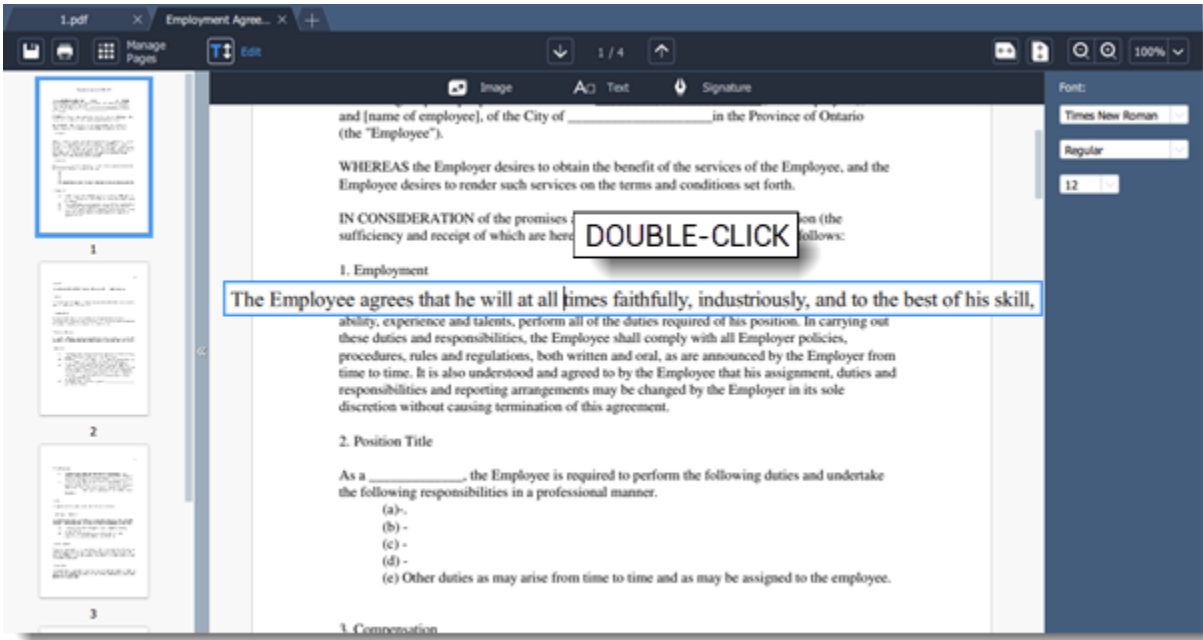 1.pdf
Employment Agree...
Manage
Pages
Edit
1 / 4
100%
Image
Text
Signature
Font:
Times New Roman
Regular
12
1
2
3
and [name of employee], of the City of ______________________in the Province of Ontario
(the "Employee").
WHEREAS the Employer desires to obtain the benefit of the services of the Employee, and the
Employee desires to render such services on the terms and conditions set forth.
IN CONSIDERATION of the promises
(the
sufficiency and receipt of which are
follows:
DOUBLE-CLICK
1. Employment
The Employee agrees that he will at all times faithfully, industriously, and to the best of his skill,
ability, experience and talents, perform all of the duties required of his position. In carrying out
these duties and responsibilities, the Employee shall comply with all Employer policies,
procedures, rules and regulations, both written and oral, as are announced by the Employer from
time to time. It is also understood and agreed to by the Employee that his assignment, duties and
responsibilities and reporting arrangements may be changed by the Employer in its sole
discretion without causing termination of this agreement.
2. Position Title
As a ______________, the Employee is required to perform the following duties and undertake
the following responsibilities in a professional manner.
(a)-.
(b) -
(c) -
(d) -
(e) Other duties as may arise from time to time and as may be assigned to the employee.
3. Compensation